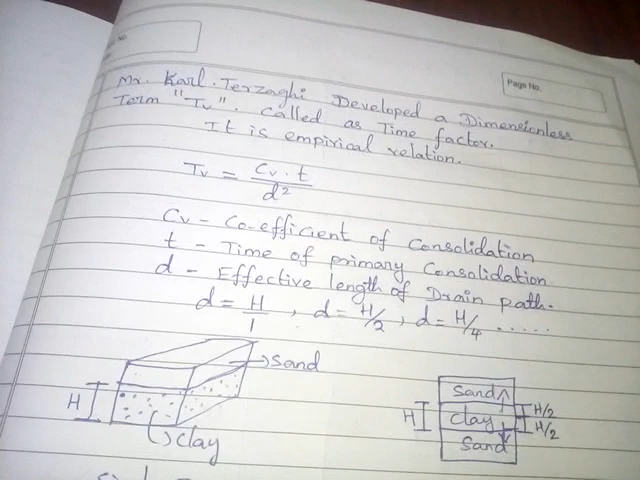 Page No.
Mr. Karl. Terzaghi Developed a Dimensionless
Term "Tv". called as Time factor.
It is empirical relation.
Tv = Cv . t / d²
Cv - Co-efficient of Consolidation
t - Time of primary Consolidation
d - Effective length of Drain path.
d = H/1 , d = H/2 , d = H/4 .....
sand
H
clay
sand
H clay H/2
H/2
sand